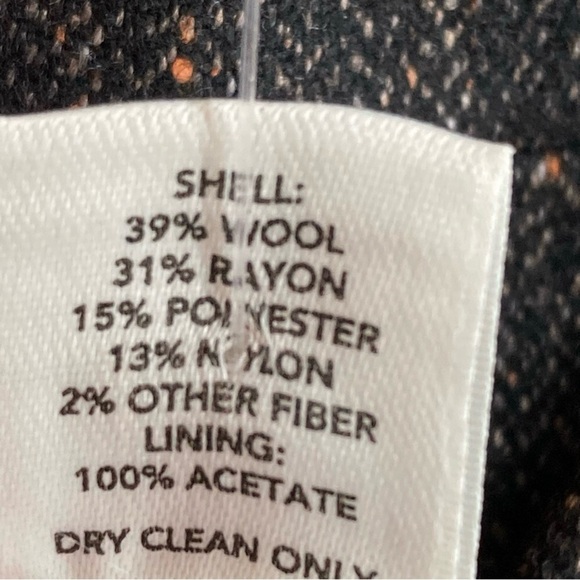 SHELL:
39% WOOL
31% RAYON
15% POLYESTER
13% NYLON
2% OTHER FIBER
LINING:
100% ACETATE
DRY CLEAN ONLY